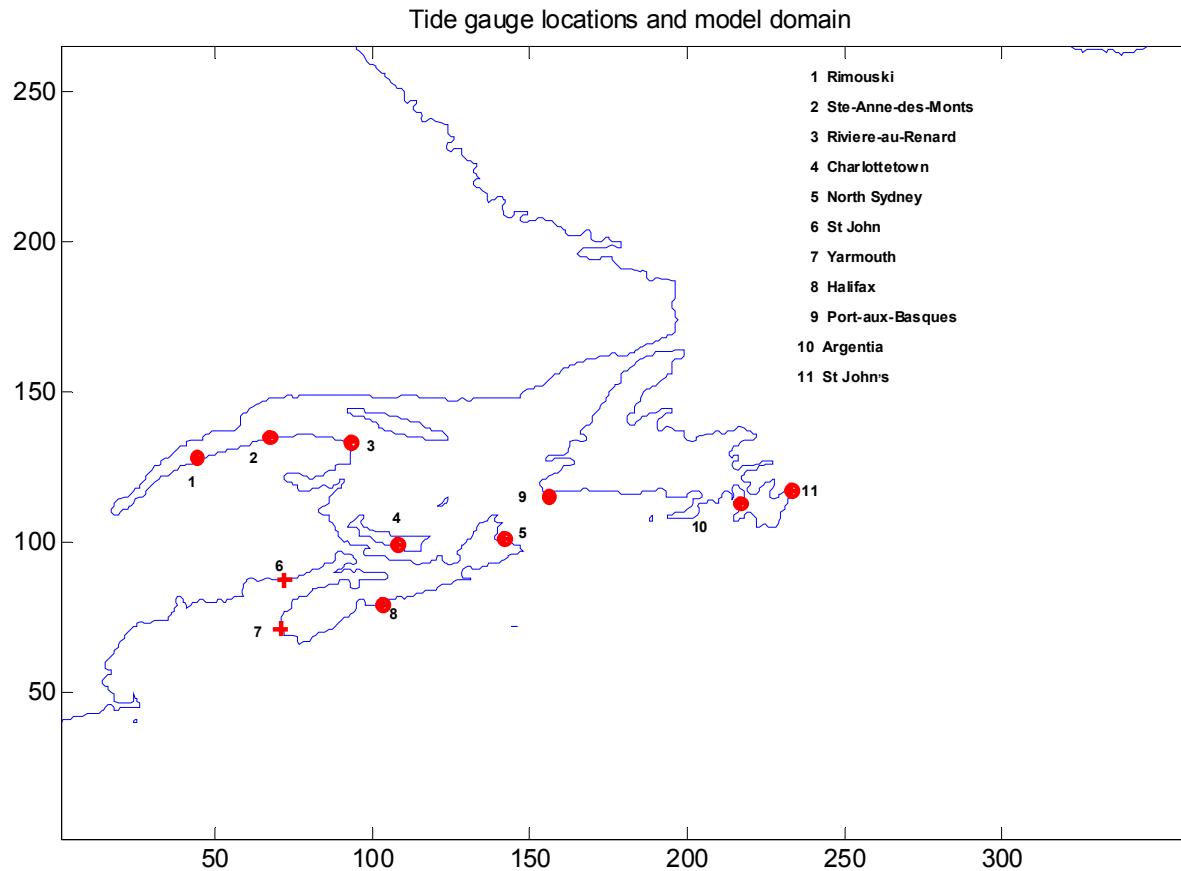 Tide gauge locations and model domain
250
1 Rimouski
2 Ste-Anne-des-Monts
3 Riviere-au-Renard
4 Charlottetown
5 North Sydney
200
6 St John
7 Yarmouth
8 Halifax
9 Port-aux-Basques
10 Argentia
11 St John's
150
2
3
1
9
11
10
4
5
100
6
8
7
50
50
100
150
200
250
300